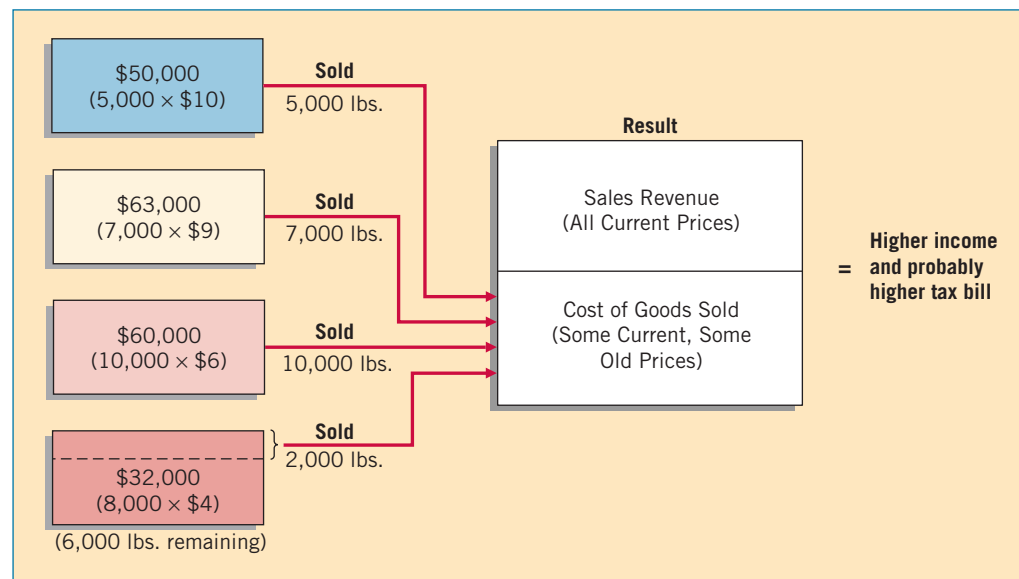 $50,000
(5,000 × $10)
Sold
5,000 lbs.
$63,000
(7,000 × $9)
Sold
7,000 lbs.
$60,000
(10,000 × $6)
Sold
10,000 lbs.
$32,000
(8,000 × $4)
Sold
2,000 lbs.
(6,000 lbs. remaining)
Result
Sales Revenue
(All Current Prices)
Cost of Goods Sold
(Some Current, Some
Old Prices)
Higher income
= and probably
higher tax bill